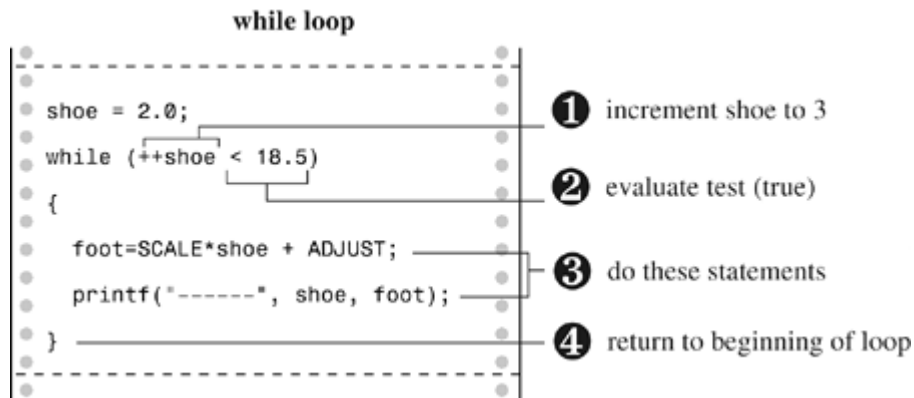 while loop
shoe = 2.0;
1 increment shoe to 3
while (++shoe < 18.5)
2 evaluate test (true)
{
foot=SCALE*shoe + ADJUST;
3 do these statements
printf("------", shoe, foot);
}
4 return to beginning of loop